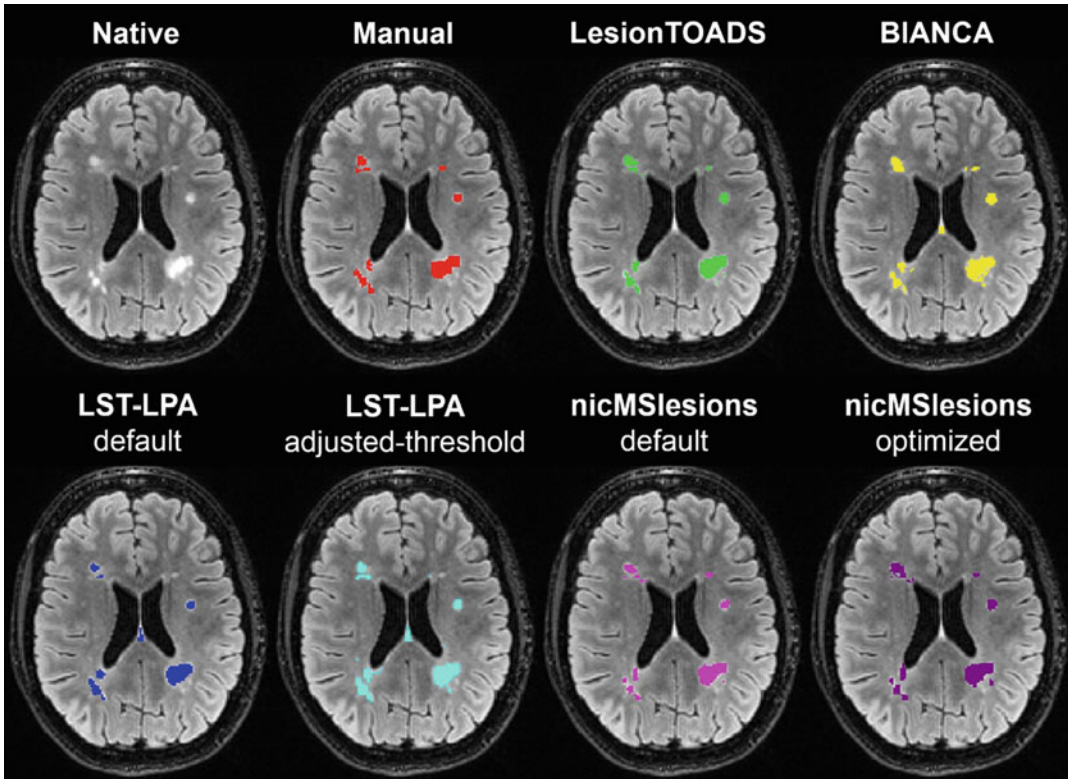 Native
Manual
LesionTOADS
BIANCA
LST-LPA
default
LST-LPA
adjusted-threshold
nicMSlesions
default
nicMSlesions
optimized